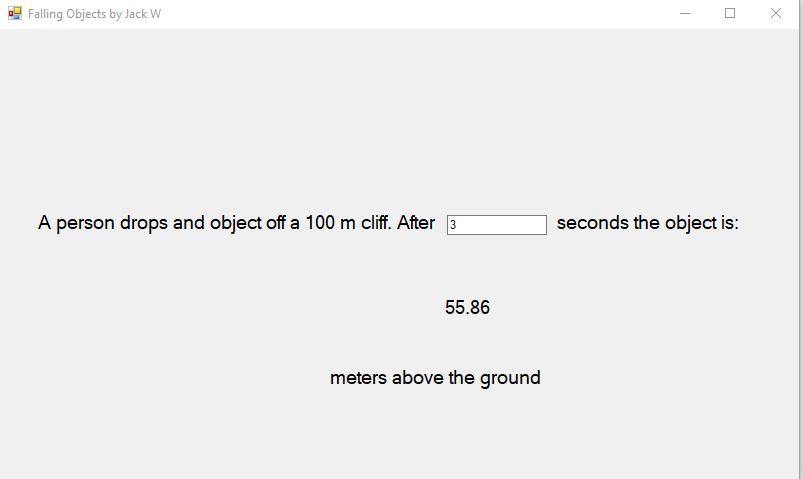 Falling Objects by Jack W
A person drops and object off a 100 m cliff. After 3 seconds the object is:
55.86
meters above the ground